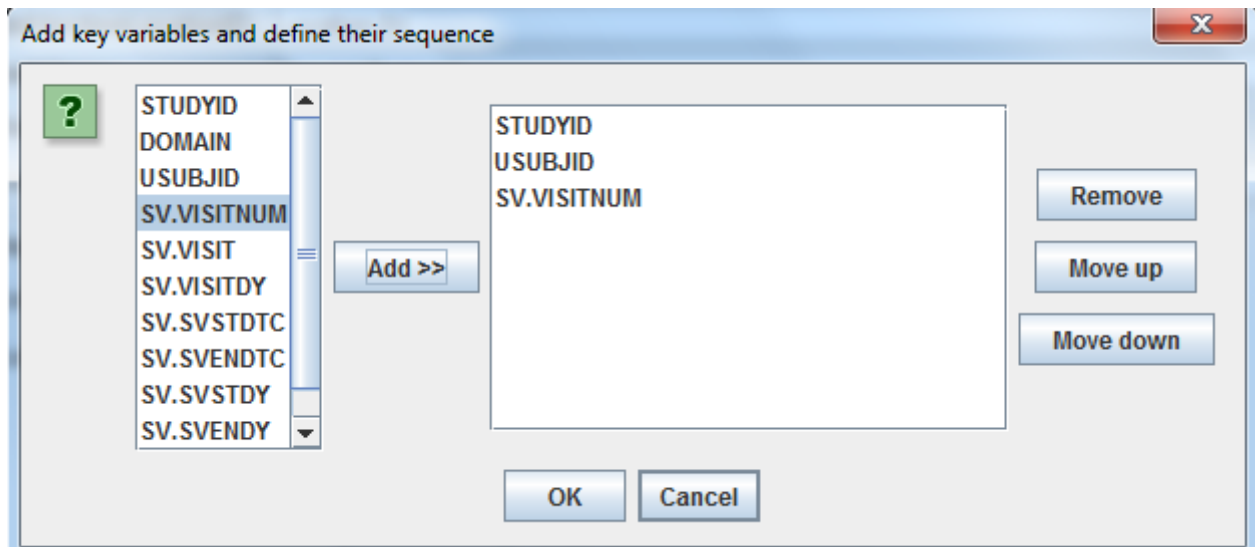 Add key variables and define their sequence
X
?
STUDYID
DOMAIN
USUBJID
SV.VISITNUM
SV.VISIT
SV.VISITDY
SV.SVSTDTC
SV.SVENDTC
SV.SVSTDY
SV.SVENDY
Add >>
STUDYID
USUBJID
SV.VISITNUM
Remove
Move up
Move down
OK
Cancel